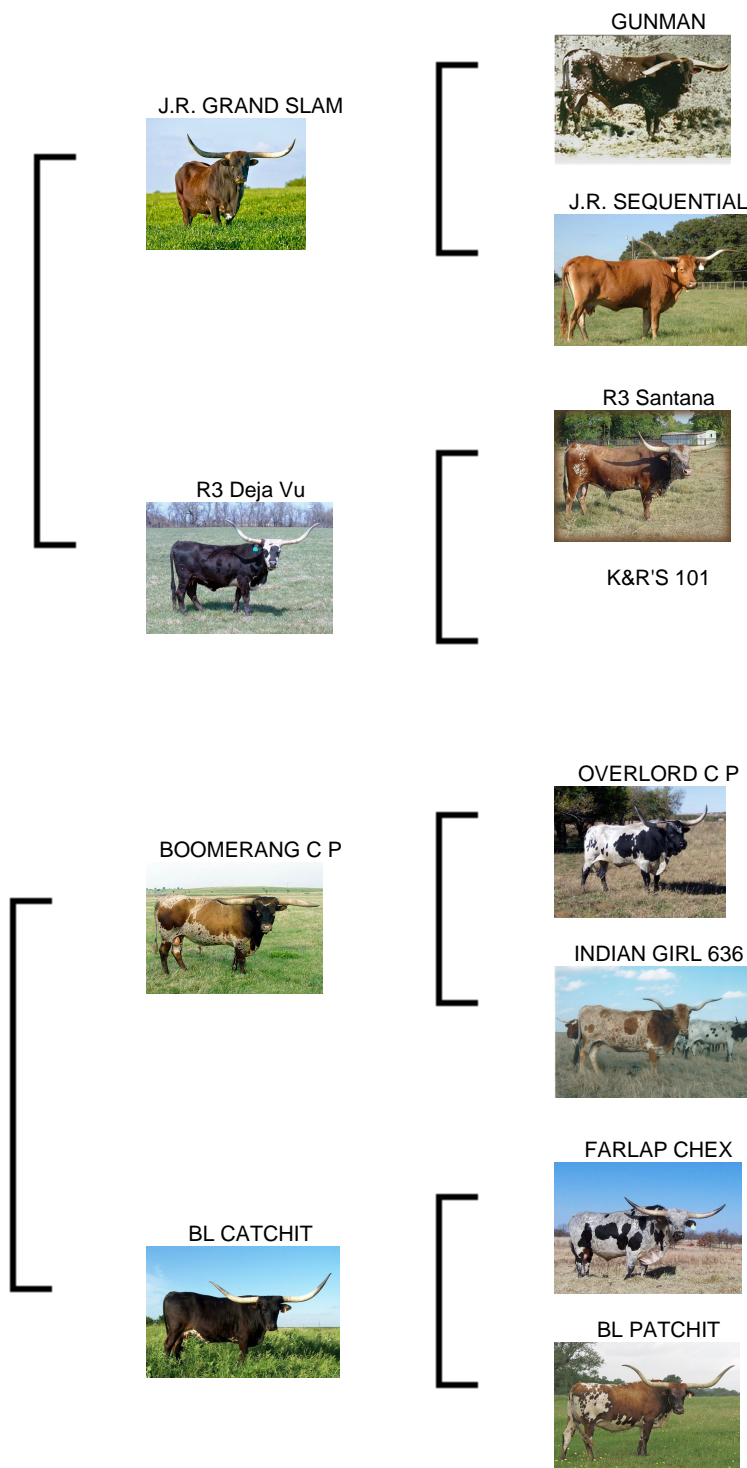 GUNMAN
J.R. GRAND SLAM
J.R. SEQUENTIAL
R3 Santana
R3 Deja Vu
K&R'S 101
OVERLORD C P
BOOMERANG C P
INDIAN GIRL 636
FARLAP CHEX
BL CATCHIT
BL PATCHIT